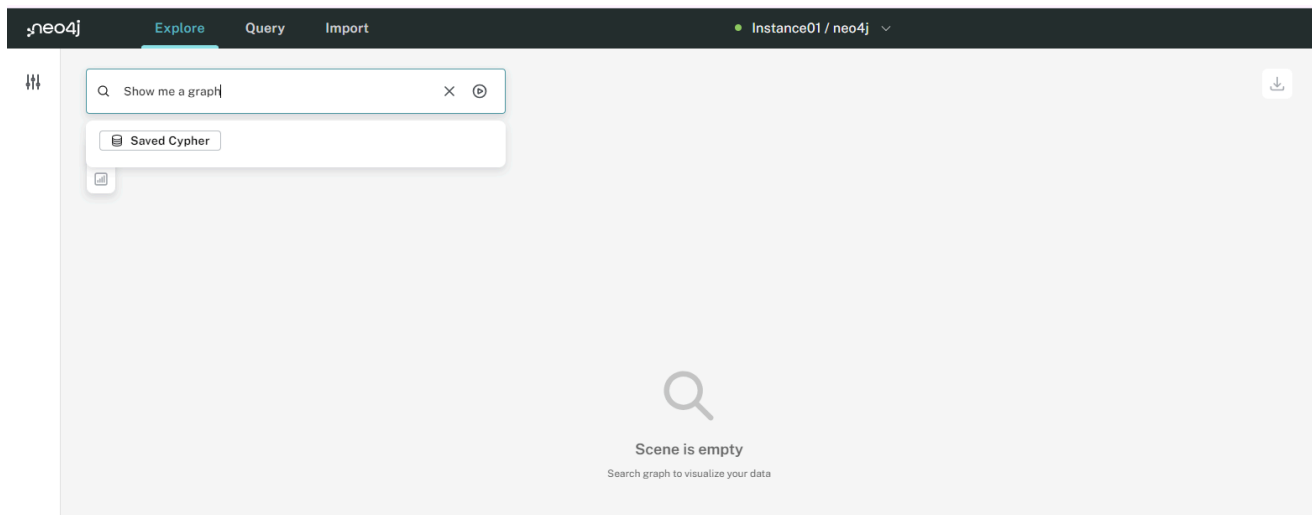 neo4j Explore Query Import Instance01 / neo4j
Show me a graph
Saved Cypher
Scene is empty
Search graph to visualize your data